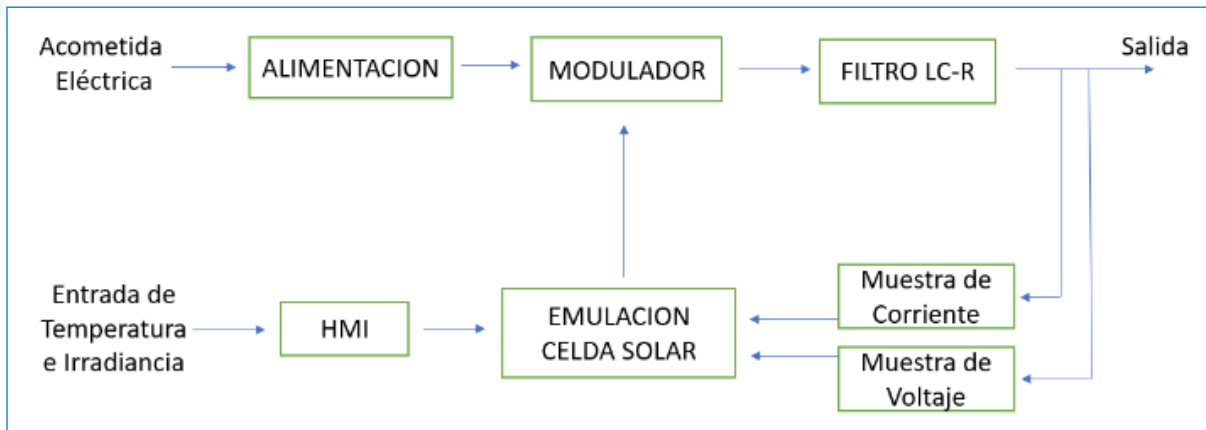 Acometida
Eléctrica
ALIMENTACION
MODULADOR
FILTRO LC-R
Salida
Entrada de
Temperatura
e Irradiancia
HMI
EMULACION
CELDA SOLAR
Muestra de
Corriente
Muestra de
Voltaje